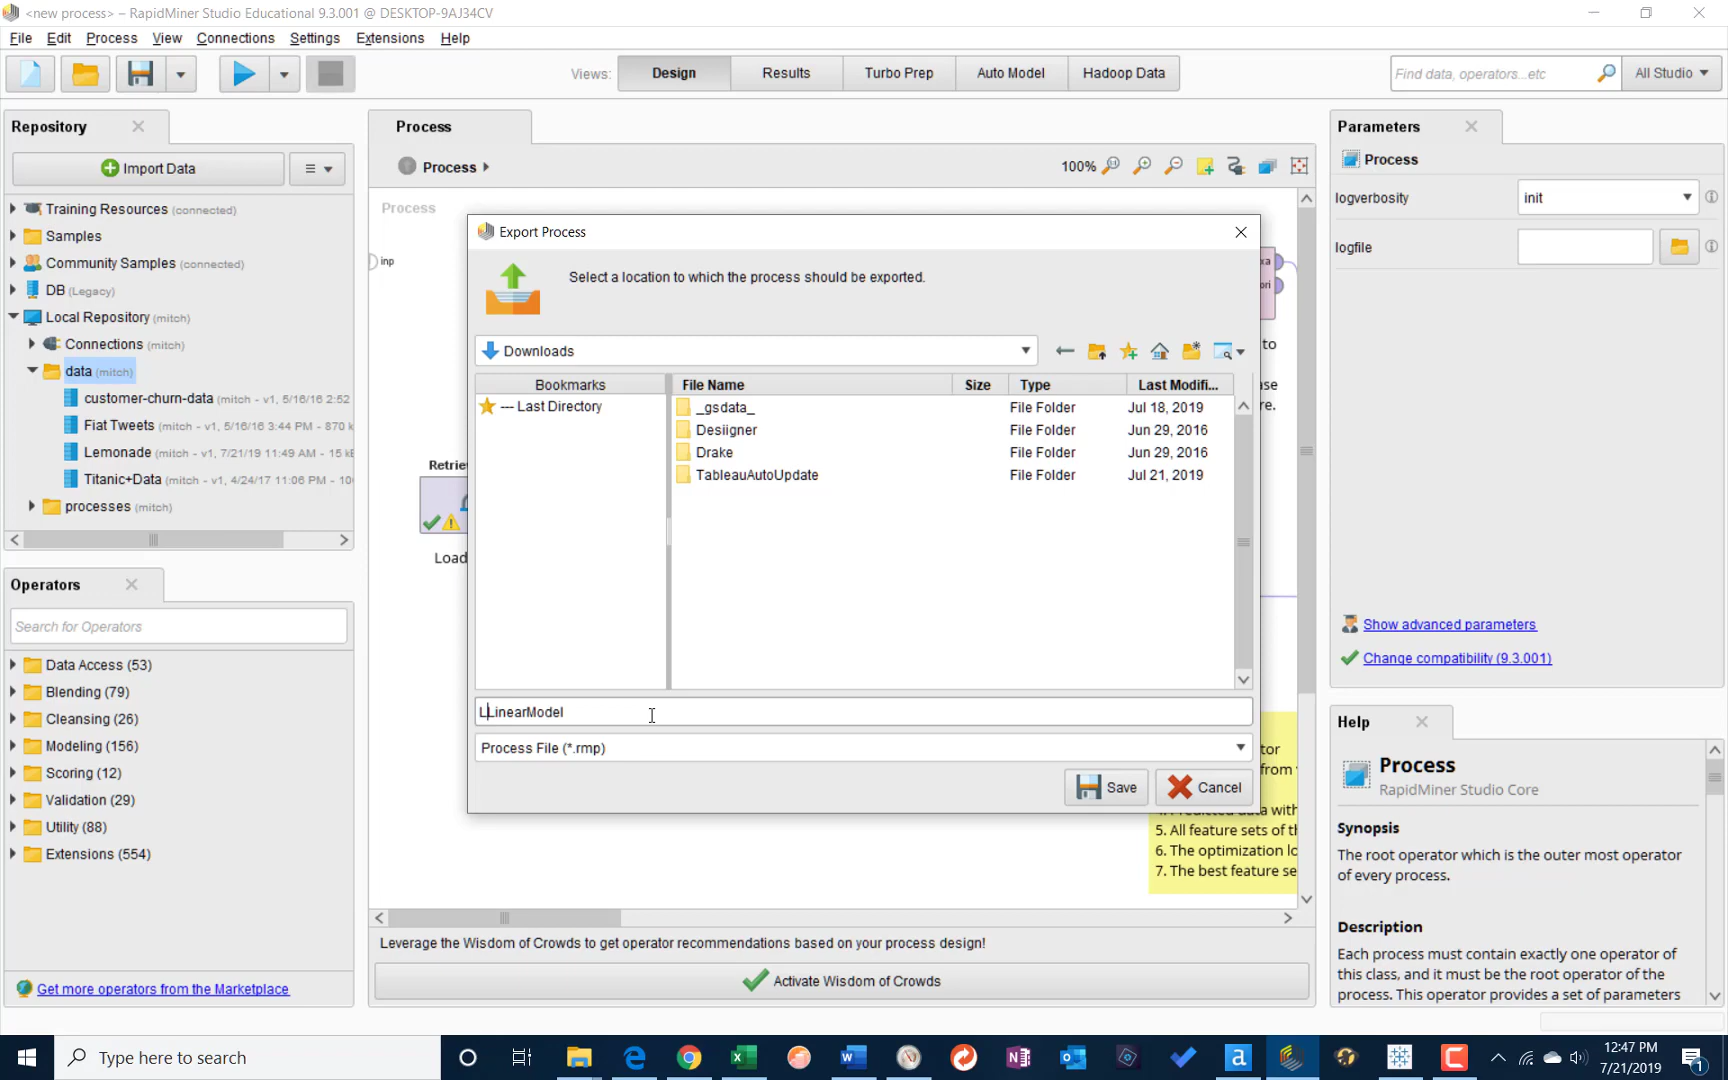 <new process> – RapidMiner Studio Educational 9.3.001 @ DESKTOP-9AJ34CV
File Edit Process View Connections Settings Extensions Help
Views: Design Results Turbo Prep Auto Model Hadoop Data
Find data, operators...etc All Studio
Repository
Import Data
Training Resources (connected)
Samples
Community Samples (connected)
DB (Legacy)
Local Repository (mitch)
Connections (mitch)
data (mitch)
customer-churn-data (mitch - v1, 5/16/16 2:52
Fiat Tweets (mitch - v1, 5/16/16 3:44 PM - 870 k
Lemonade (mitch - v1, 7/21/19 11:49 AM - 15 k
Titanic+Data (mitch - v1, 4/24/17 11:06 PM - 10
processes (mitch)
Operators
Search for Operators
Data Access (53)
Blending (79)
Cleansing (26)
Modeling (156)
Scoring (12)
Validation (29)
Utility (88)
Extensions (554)
Get more operators from the Marketplace
Process
Process
100%
Process
inp
Retrie
Load
Export Process
Select a location to which the process should be exported.
Downloads
Bookmarks
--- Last Directory
File Name Size Type Last Modifi...
_gsdata_ File Folder Jul 18, 2019
Desiigner File Folder Jun 29, 2016
Drake File Folder Jun 29, 2016
TableauAutoUpdate File Folder Jul 21, 2019
LLinearModel
Process File (*.rmp)
Save Cancel
xa
ori
to
ase
re.
tor
from
data with
5. All feature sets of th
6. The optimization lo
7. The best feature se
Leverage the Wisdom of Crowds to get operator recommendations based on your process design!
Activate Wisdom of Crowds
Parameters
Process
logverbosity init
logfile
Show advanced parameters
Change compatibility (9.3.001)
Help
Process
RapidMiner Studio Core
Synopsis
The root operator which is the outer most operator
of every process.
Description
Each process must contain exactly one operator of
this class, and it must be the root operator of the
process. This operator provides a set of parameters
Type here to search
12:47 PM
7/21/2019
1